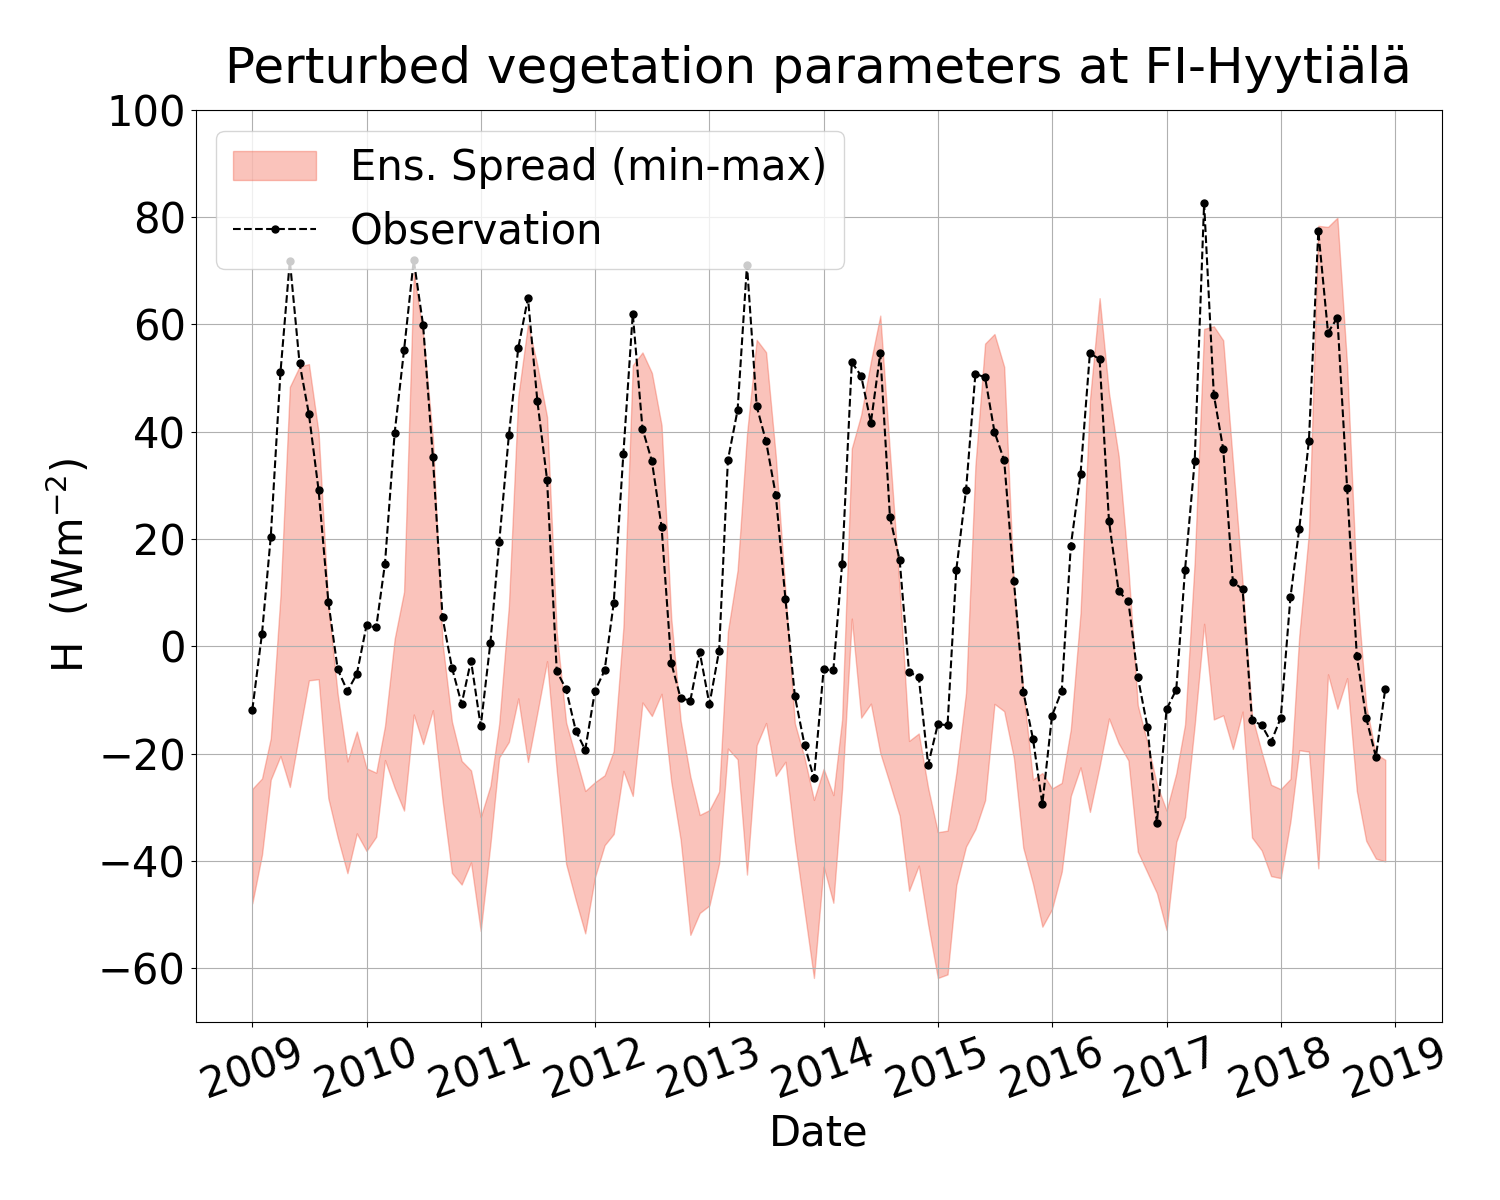 Perturbed vegetation parameters at FI-Hyytiälä
Ens. Spread (min-max)
Observation
H (Wm⁻²)
100
80
60
40
20
0
−20
−40
−60
2009 2010 2011 2012 2013 2014 2015 2016 2017 2018 2019
Date